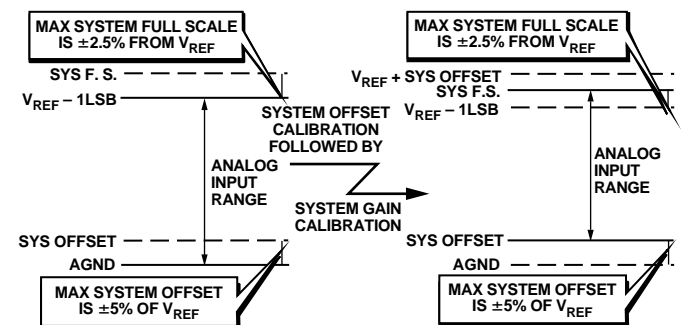 MAX SYSTEM FULL SCALE
IS ±2.5% FROM VREF
SYS F. S.
VREF – 1LSB
ANALOG
INPUT
RANGE
SYS OFFSET
AGND
MAX SYSTEM OFFSET
IS ±5% OF VREF
SYSTEM OFFSET
CALIBRATION
FOLLOWED BY
SYSTEM GAIN
CALIBRATION
MAX SYSTEM FULL SCALE
IS ±2.5% FROM VREF
VREF + SYS OFFSET
SYS F.S.
VREF – 1LSB
ANALOG
INPUT
RANGE
SYS OFFSET
AGND
MAX SYSTEM OFFSET
IS ±5% OF VREF